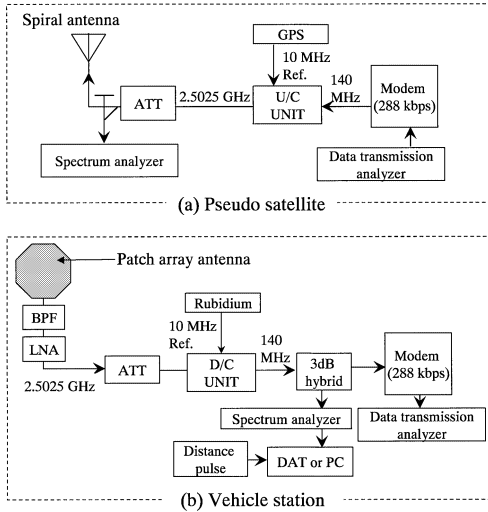 Spiral antenna
GPS
10 MHz
Ref.
140
MHz
2.5025 GHz
ATT
U/C
UNIT
Modem
(288 kbps)
Spectrum analyzer
Data transmission
analyzer
(a) Pseudo satellite
Patch array antenna
BPF
LNA
2.5025 GHz
Rubidium
10 MHz
Ref.
140
MHz
ATT
D/C
UNIT
3dB
hybrid
Modem
(288 kbps)
Spectrum analyzer
Data transmission
analyzer
Distance
pulse
DAT or PC
(b) Vehicle station